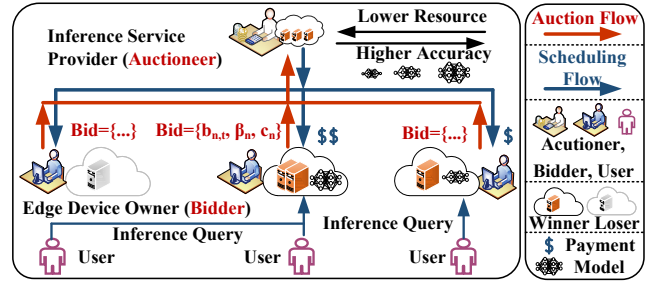 Lower Resource
Inference Service
Provider (Auctioneer)
Higher Accuracy
Bid={...}
Bid={b_{n,t}, β_n, c_n}
$$
Bid={...}
$
Edge Device Owner (Bidder)
Inference Query
Inference Query
User
User
User
Auction Flow
Scheduling
Flow
Acutioner,
Bidder, User
Winner Loser
$ Payment
Model